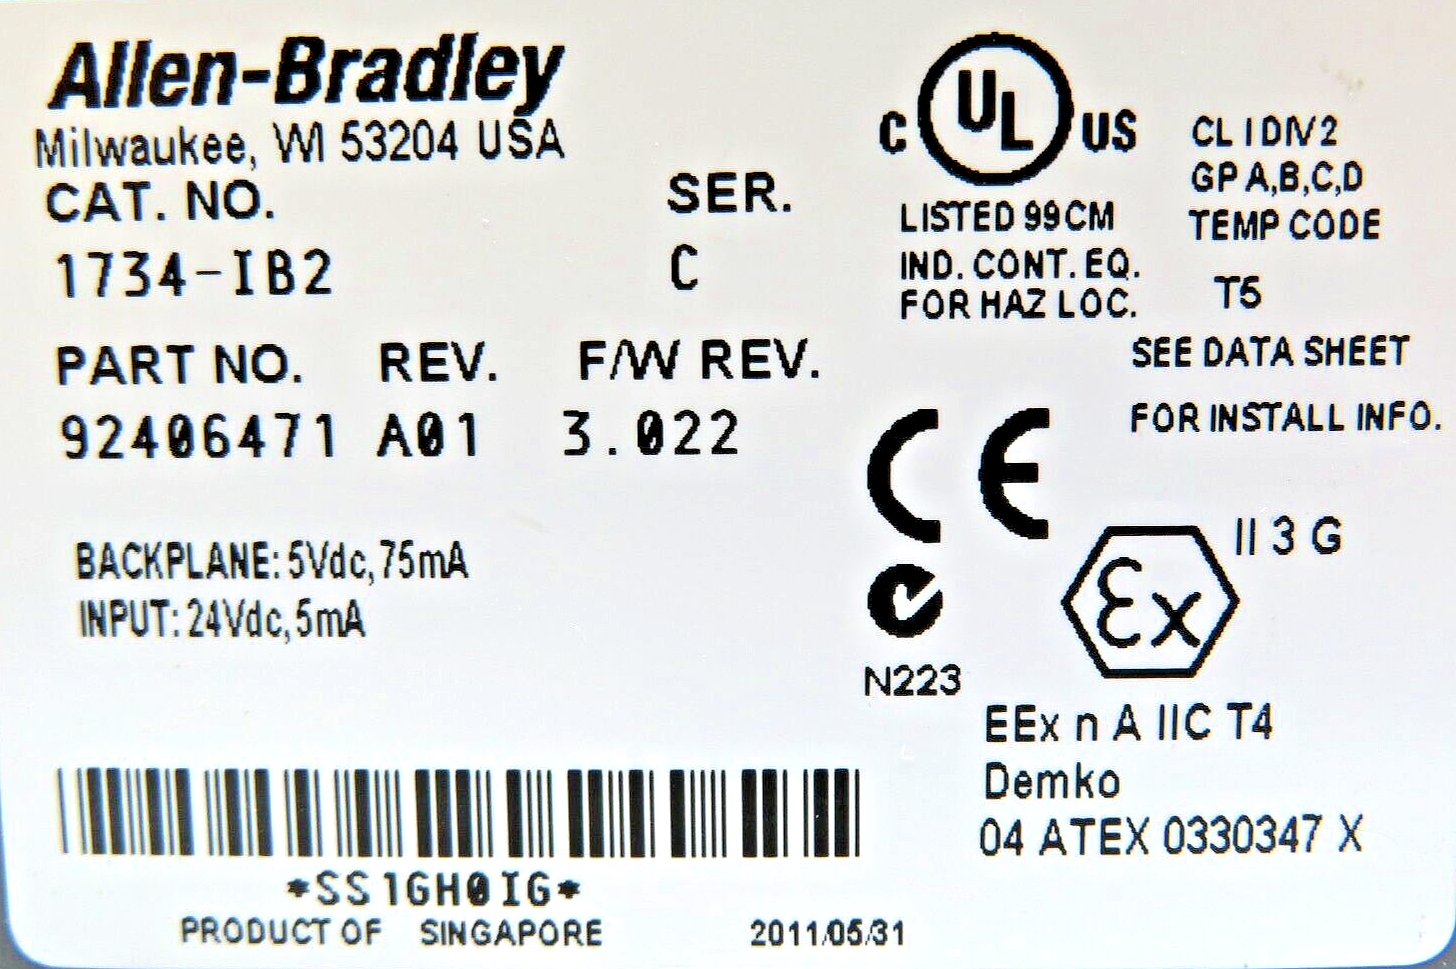 Allen-Bradley
Milwaukee, WI 53204 USA
CAT. NO. SER.
1734-IB2 C
PART NO. REV. F/W REV.
92406471 A01 3.022
BACKPLANE: 5Vdc, 75mA
INPUT: 24Vdc, 5mA
*SS1GH0IG*
PRODUCT OF SINGAPORE 2011/05/31
C UL US
LISTED 99CM
IND. CONT. EQ.
FOR HAZ LOC.
CL I DIV 2
GP A,B,C,D
TEMP CODE
T5
SEE DATA SHEET
FOR INSTALL INFO.
CE
N223
Ex II 3 G
EEx n A IIC T4
Demko
04 ATEX 0330347 X